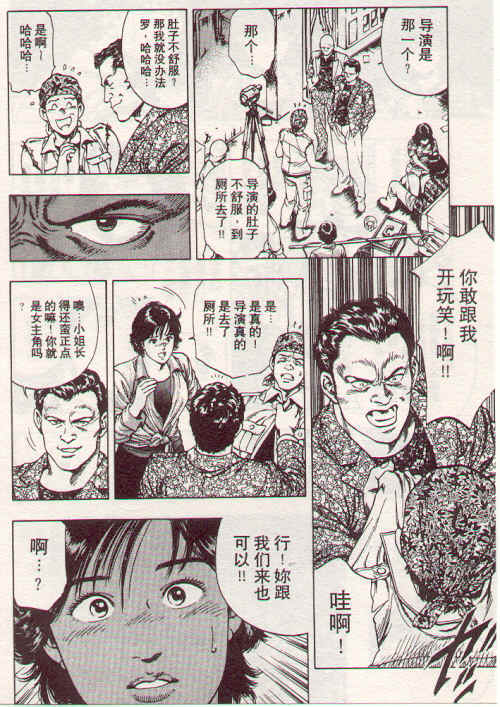 导演是
那一个？
那个…
导演的肚子
不舒服，到
厕所去了!!
肚子不舒服？
那我就没办法
罗，哈哈哈…
是啊～
哈哈哈…
你敢跟我
开玩笑！啊!!
哇啊！
是…
是真的！
导演真的
是去了
厕所!!
噢！小姐长
得还蛮正点
的嘛！你就
是女主角吗
？
行！妳跟
我们来也
可以!!
啊…？